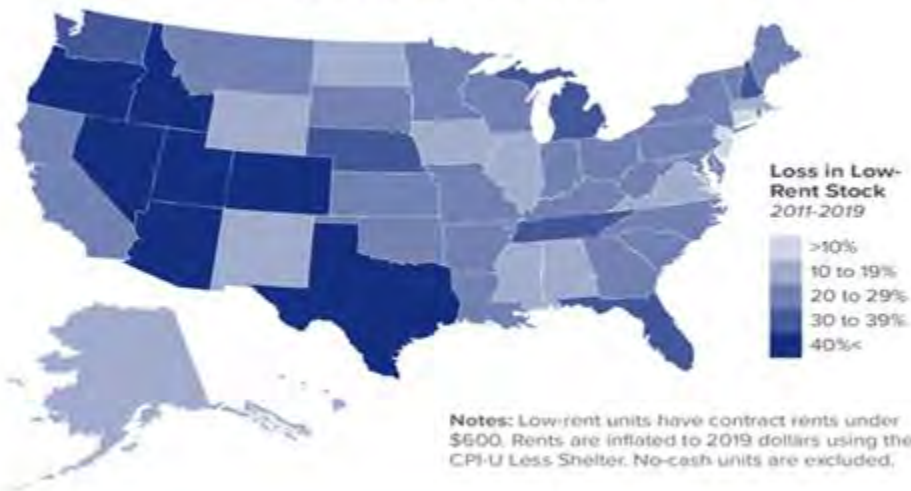 Loss in Low-
Rent Stock
2011-2019
>10%
10 to 19%
20 to 29%
30 to 39%
40%<
Notes: Low-rent units have contract rents under
$600. Rents are inflated to 2019 dollars using the
CPI-U Less Shelter. No-cash units are excluded.